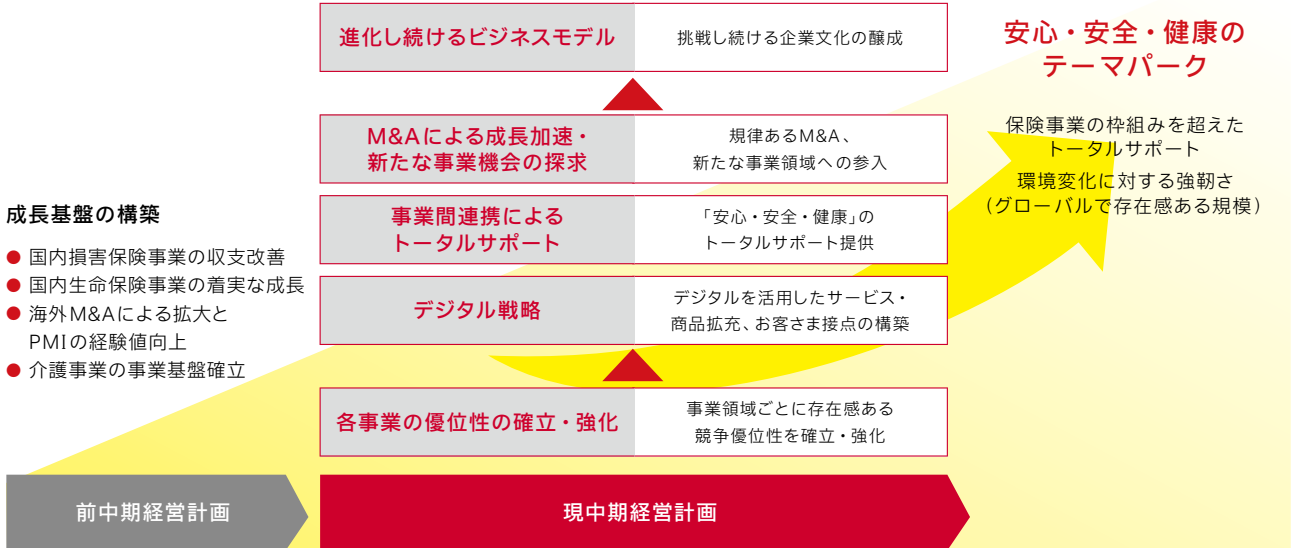 進化し続けるビジネスモデル
挑戦し続ける企業文化の醸成
安心・安全・健康の
テーマパーク
保険事業の枠組みを超えた
トータルサポート
環境変化に対する強靭さ
（グローバルで存在感ある規模）
M&Aによる成長加速・
新たな事業機会の探求
規律あるM&A、
新たな事業領域への参入
事業間連携による
トータルサポート
「安心・安全・健康」の
トータルサポート提供
デジタル戦略
デジタルを活用したサービス・
商品拡充、お客さま接点の構築
各事業の優位性の確立・強化
事業領域ごとに存在感ある
競争優位性を確立・強化
成長基盤の構築
● 国内損害保険事業の収支改善
● 国内生命保険事業の着実な成長
● 海外M&Aによる拡大と
PMIの経験値向上
● 介護事業の事業基盤確立
前中期経営計画
現中期経営計画